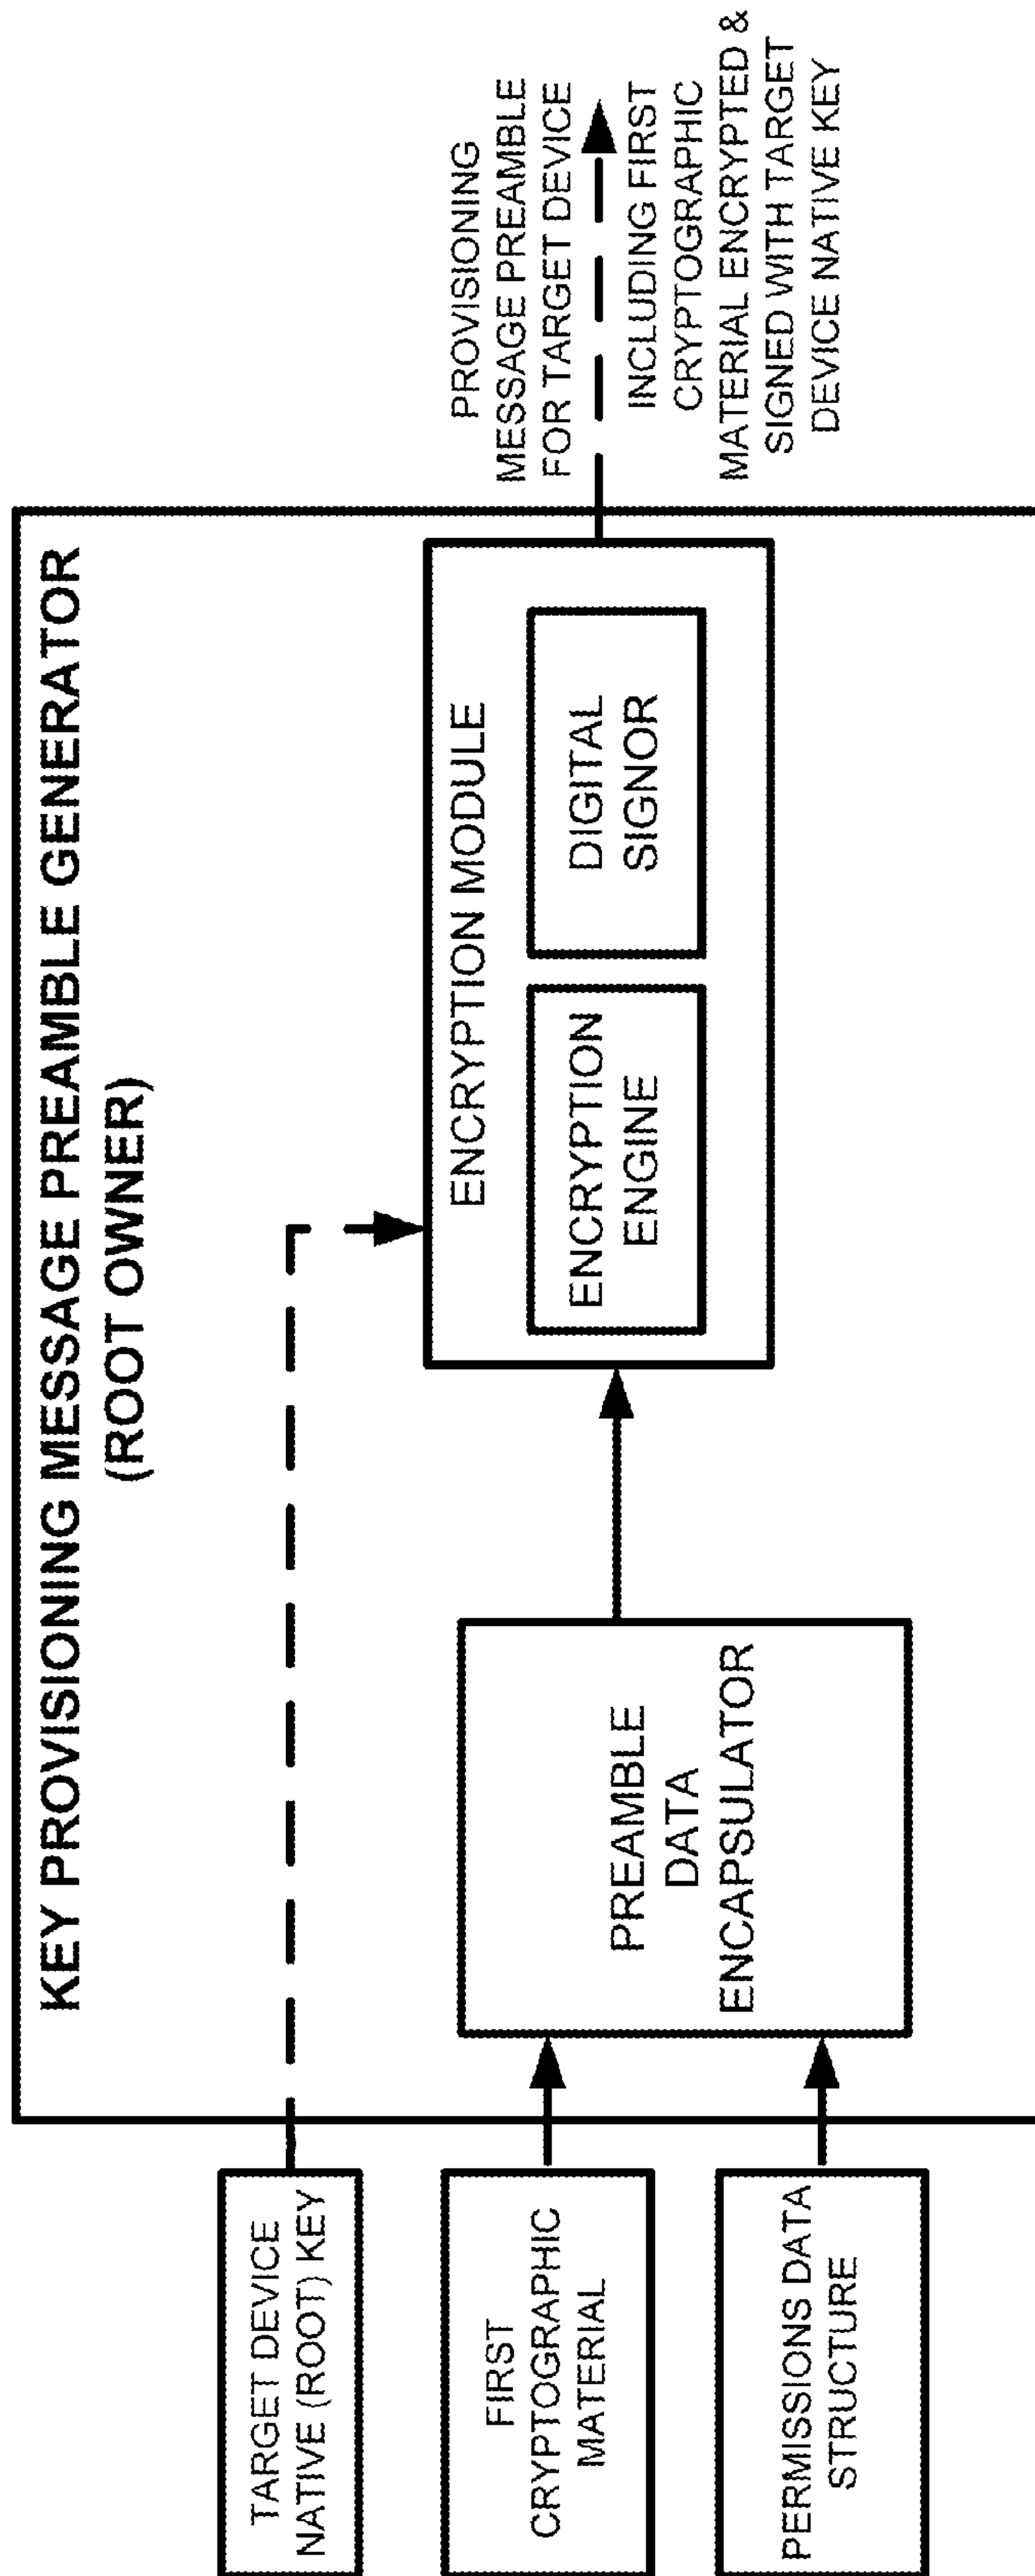 KEY PROVISIONING MESSAGE PREAMBLE GENERATOR
(ROOT OWNER)
TARGET DEVICE
NATIVE (ROOT) KEY
FIRST
CRYPTOGRAPHIC
MATERIAL
PERMISSIONS DATA
STRUCTURE
PREAMBLE
DATA
ENCAPSULATOR
ENCRYPTION MODULE
ENCRYPTION
ENGINE
DIGITAL
SIGNOR
PROVISIONING
MESSAGE PREAMBLE
FOR TARGET DEVICE
INCLUDING FIRST
CRYPTOGRAPHIC
MATERIAL ENCRYPTED &
SIGNED WITH TARGET
DEVICE NATIVE KEY